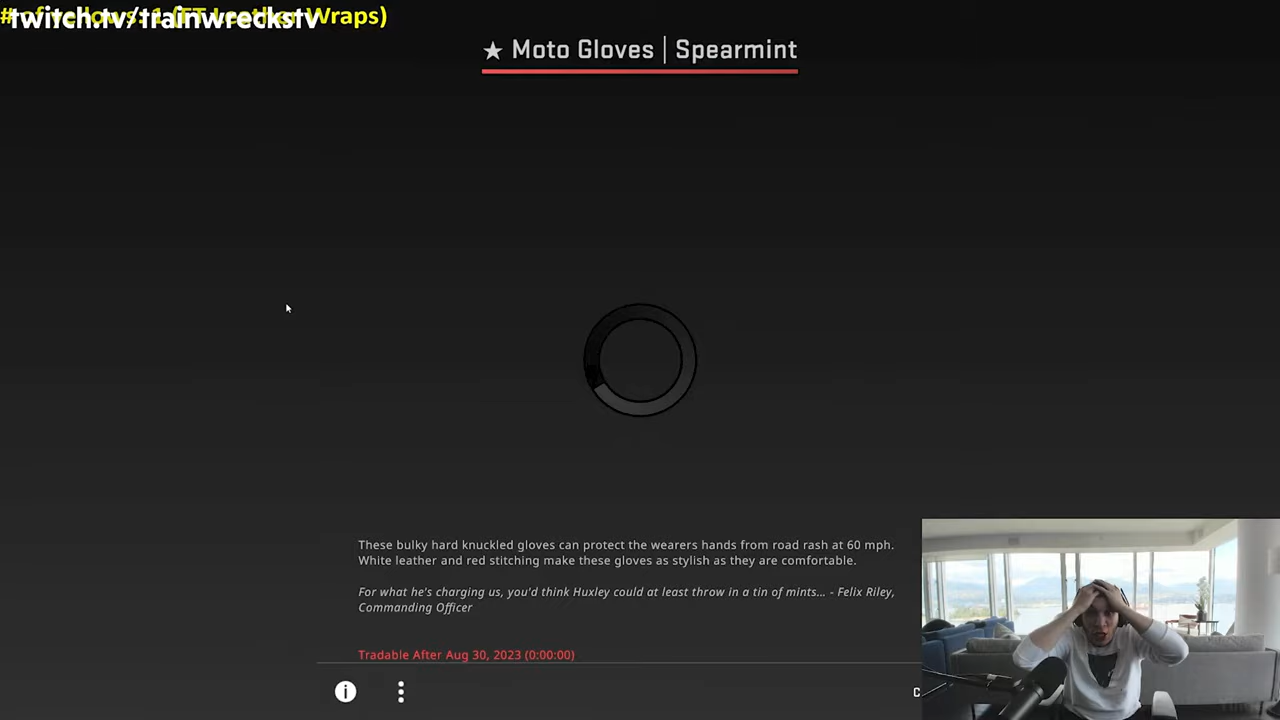 twitch.tv/trainwreckstv
Wraps)
★ Moto Gloves | Spearmint
These bulky hard knuckled gloves can protect the wearers hands from road rash at 60 mph.
White leather and red stitching make these gloves as stylish as they are comfortable.
For what he's charging us, you'd think Huxley could at least throw in a tin of mints... - Felix Riley,
Commanding Officer
Tradable After Aug 30, 2023 (0:00:00)